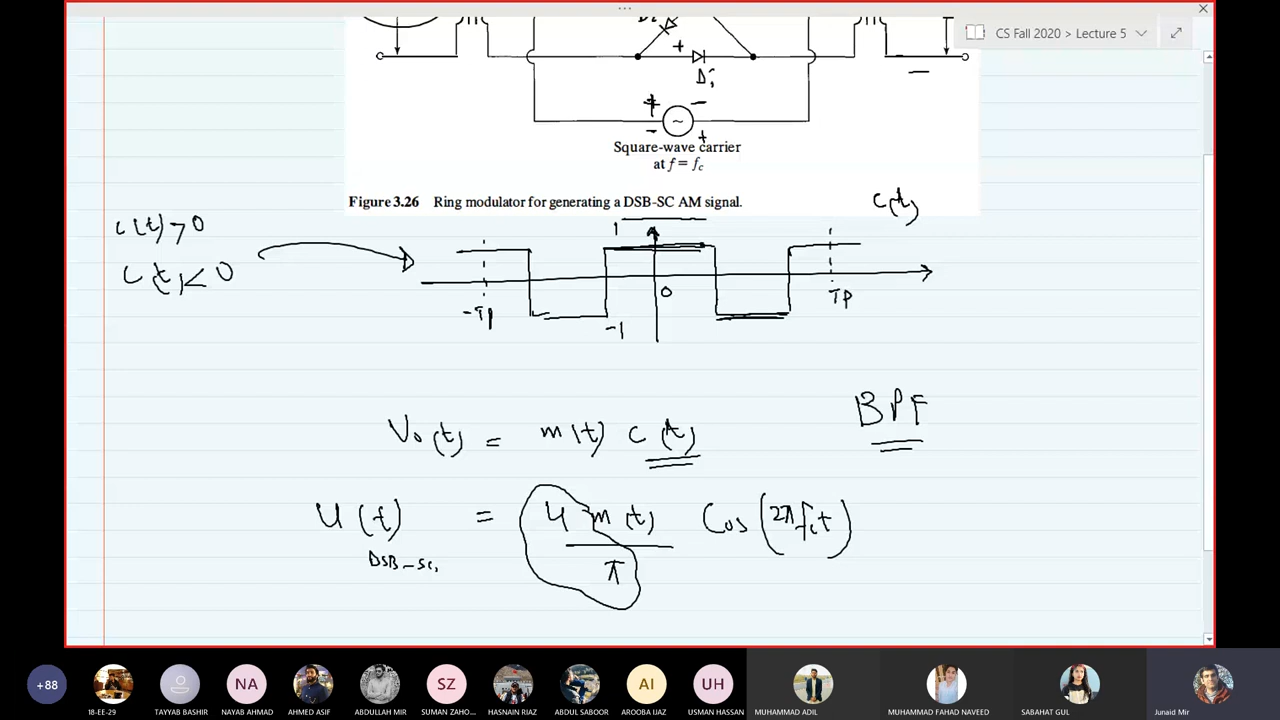 CS Fall 2020 > Lecture 5
+
D₁
+ −
− +
−
Square-wave carrier
at f = fc
Figure 3.26 Ring modulator for generating a DSB-SC AM signal.
c(t)
c(t) > 0
c(t) < 0
1
0
-1
-Tp
Tp
Vo(t) = m(t) c(t)
BPF
U(t) = 4 m(t) / π Cos(2πfct)
DSB-SC,
+88
NA
SZ
AI
UH
18-EE-29
TAYYAB BASHIR
NAYAB AHMAD
AHMED ASIF
ABDULLAH MIR
SUMAN ZAHO...
HASNAIN RIAZ
ABDUL SABOOR
AROOBA IJAZ
USMAN HASSAN
MUHAMMAD ADIL
MUHAMMAD FAHAD NAVEED
SABAHAT GUL
Junaid Mir